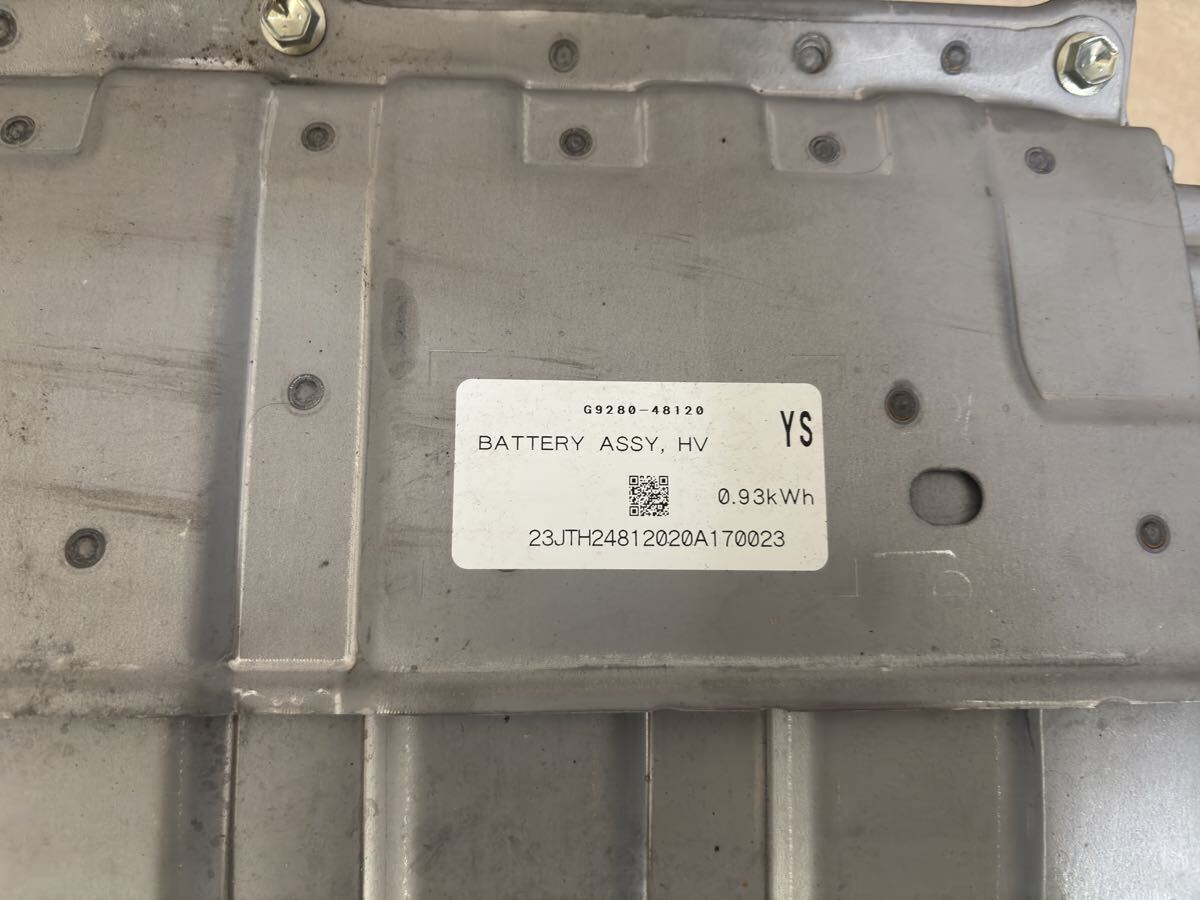 G9280-48120
YS
BATTERY ASSY, HV
0.93kWh
23JTH24812020A170023